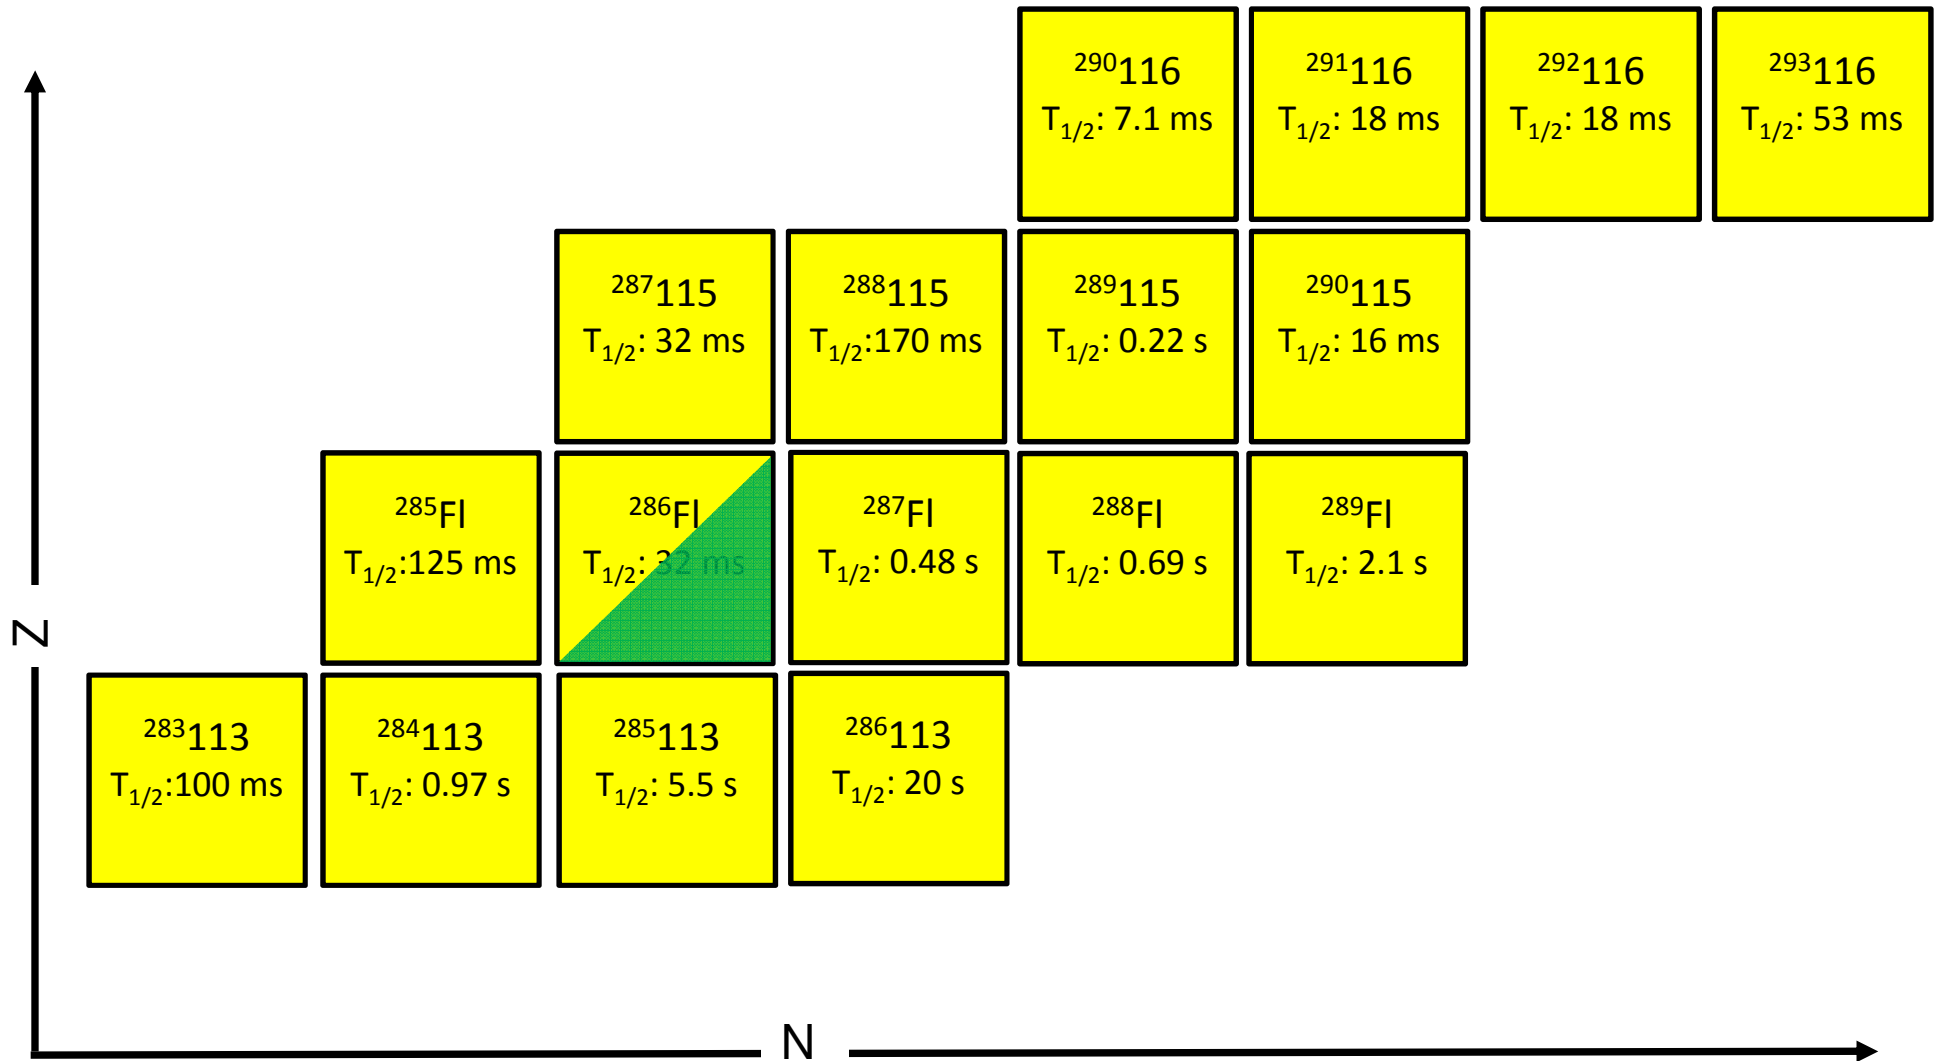 ²⁹⁰116
T₁/₂: 7.1 ms
²⁹¹116
T₁/₂: 18 ms
²⁹²116
T₁/₂: 18 ms
²⁹³116
T₁/₂: 53 ms
²⁸⁷115
T₁/₂: 32 ms
²⁸⁸115
T₁/₂:170 ms
²⁸⁹115
T₁/₂: 0.22 s
²⁹⁰115
T₁/₂: 16 ms
²⁸⁵Fl
T₁/₂:125 ms
²⁸⁶Fl
T₁/₂: 32 ms
²⁸⁷Fl
T₁/₂: 0.48 s
²⁸⁸Fl
T₁/₂: 0.69 s
²⁸⁹Fl
T₁/₂: 2.1 s
Z
²⁸³113
T₁/₂:100 ms
²⁸⁴113
T₁/₂: 0.97 s
²⁸⁵113
T₁/₂: 5.5 s
²⁸⁶113
T₁/₂: 20 s
N